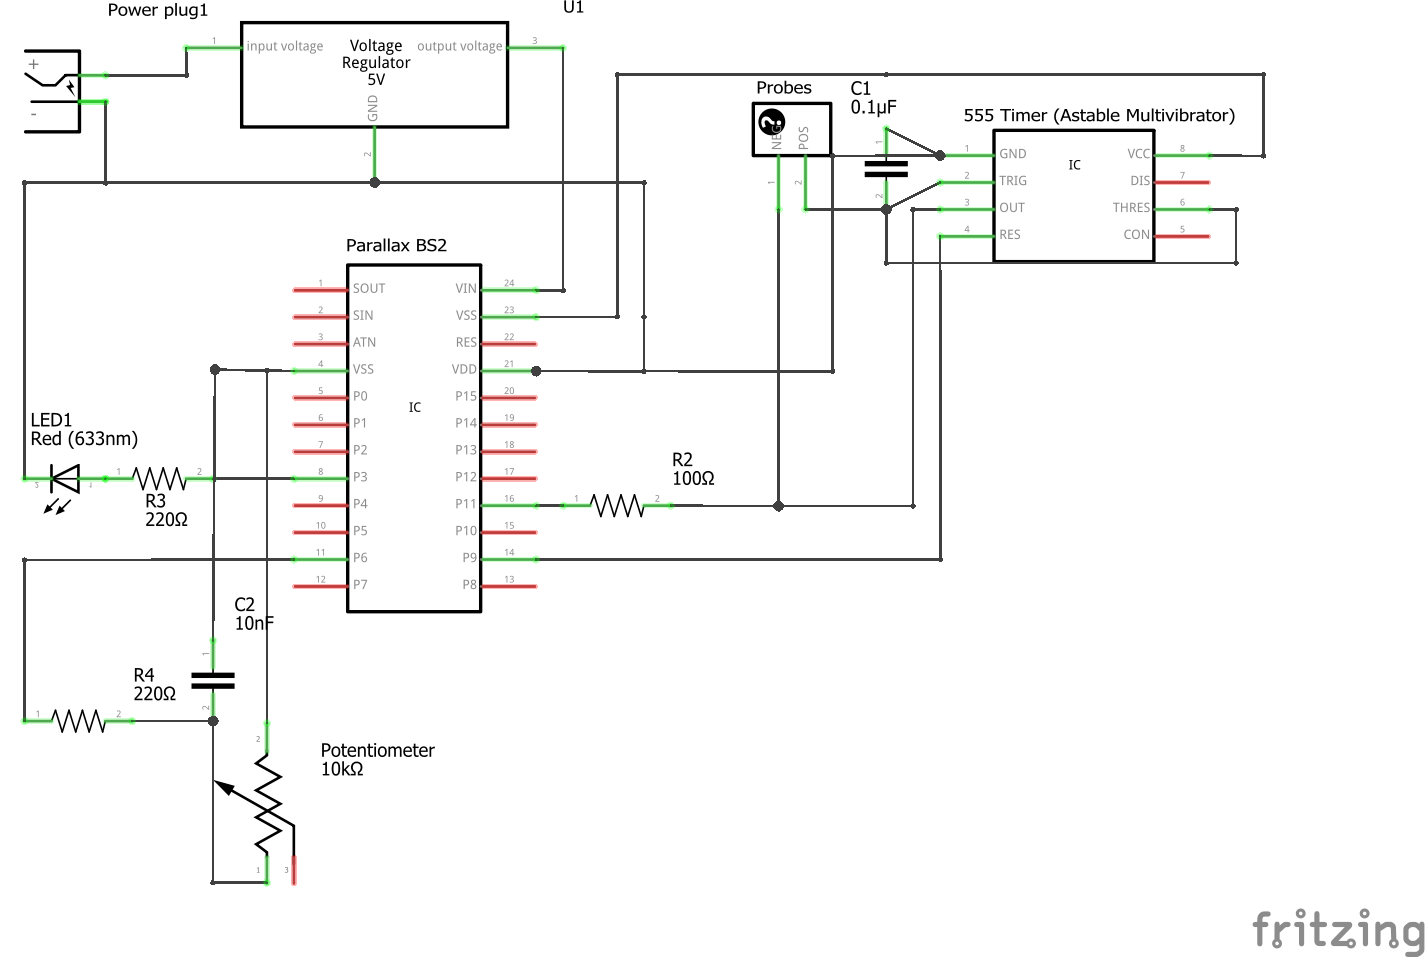 Power plug1
U1
+
-
1
input voltage
Voltage
Regulator
5V
output voltage
3
GND
2
Probes
?
NEG
POS
1
2
C1
0.1µF
1
2
555 Timer (Astable Multivibrator)
IC
1 GND
2 TRIG
3 OUT
4 RES
VCC 8
DIS 7
THRES 6
CON 5
Parallax BS2
IC
1 SOUT
2 SIN
3 ATN
4 VSS
5 P0
6 P1
7 P2
8 P3
9 P4
10 P5
11 P6
12 P7
VIN 24
VSS 23
RES 22
VDD 21
P15 20
P14 19
P13 18
P12 17
P11 16
P10 15
P9 14
P8 13
LED1
Red (633nm)
1 2
R3
220Ω
R2
100Ω
1 2
C2
10nF
1
2
R4
220Ω
1 2
Potentiometer
10kΩ
2
1
3
fritzing